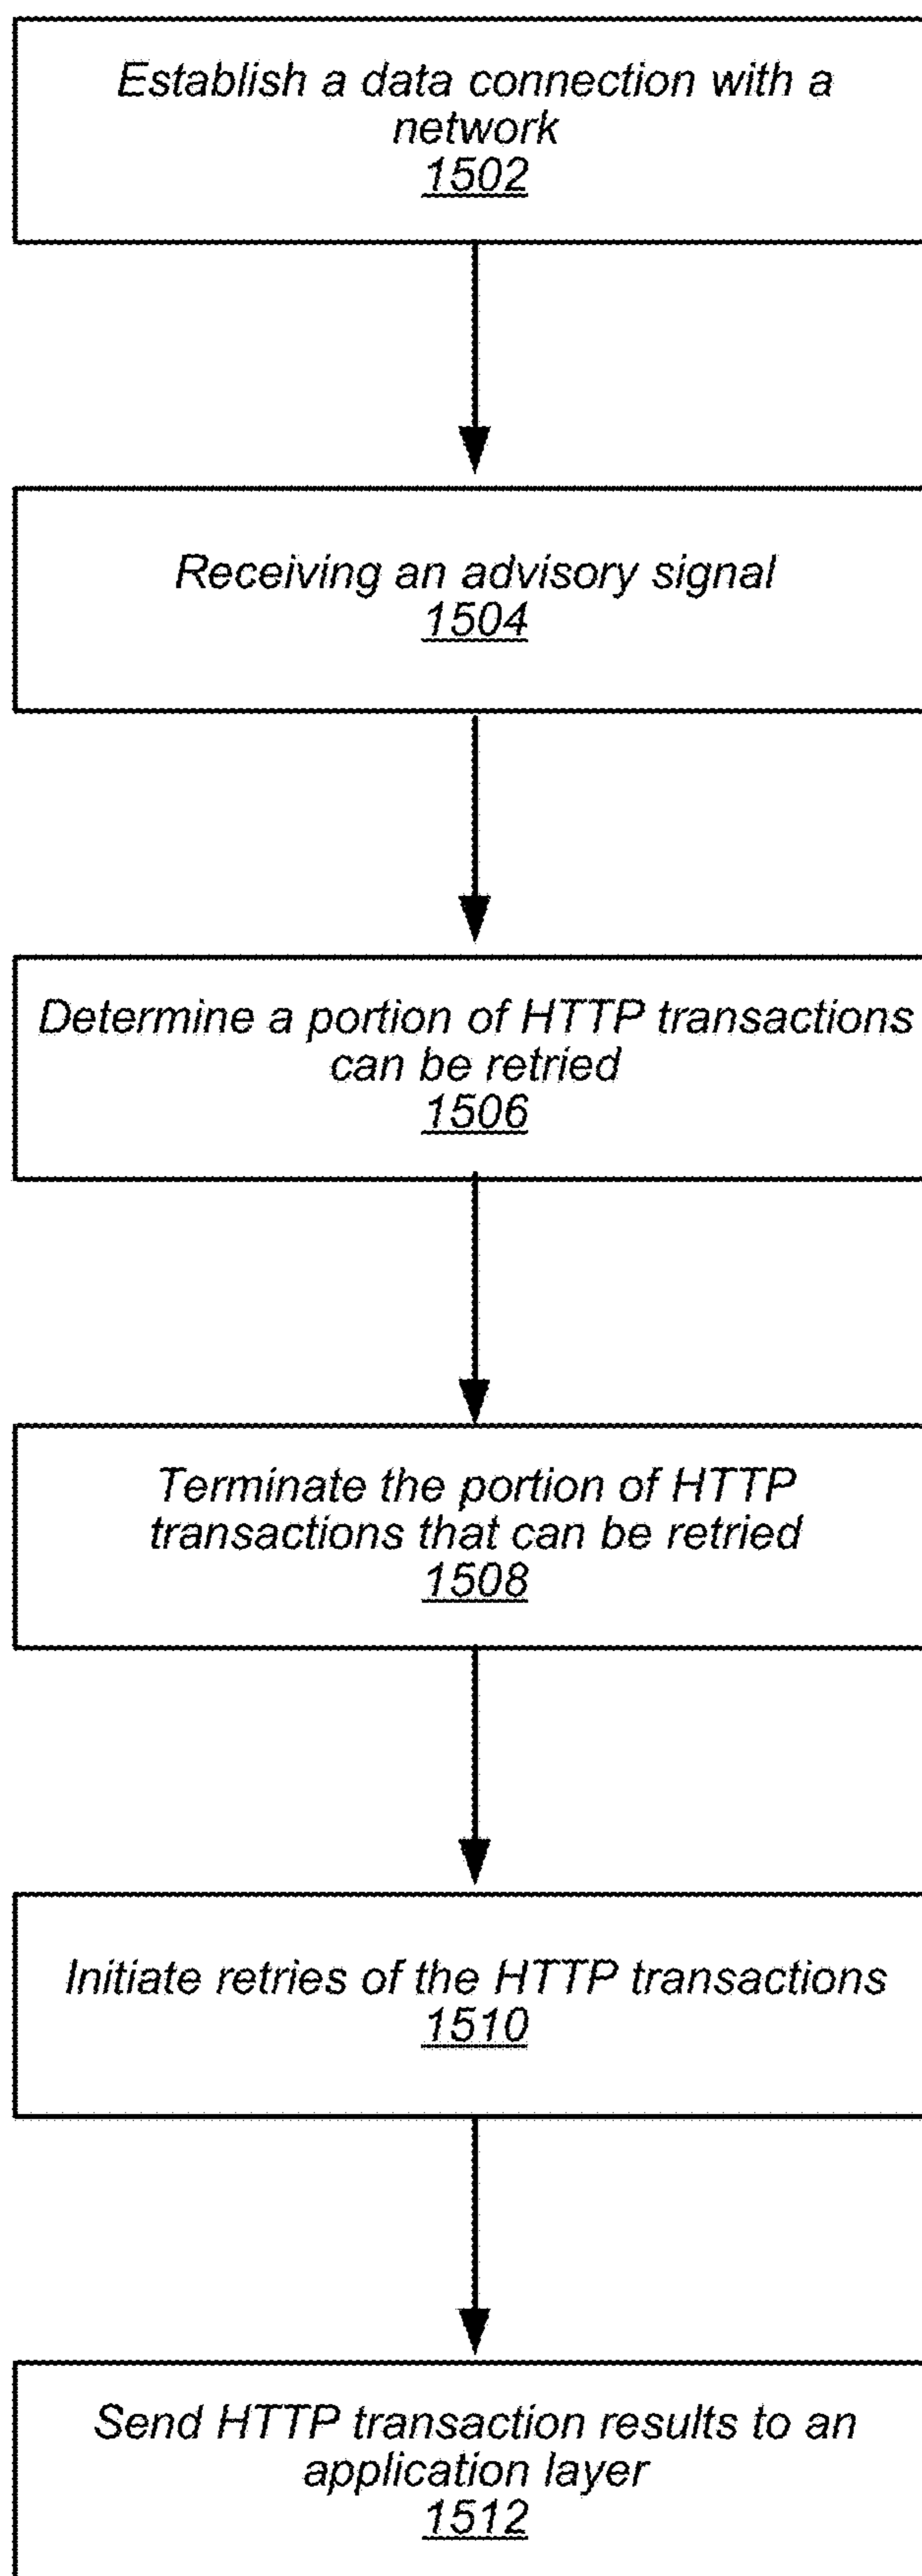 Establish a data connection with a
network
1502
Receiving an advisory signal
1504
Determine a portion of HTTP transactions
can be retried
1506
Terminate the portion of HTTP
transactions that can be retried
1508
Initiate retries of the HTTP transactions
1510
Send HTTP transaction results to an
application layer
1512